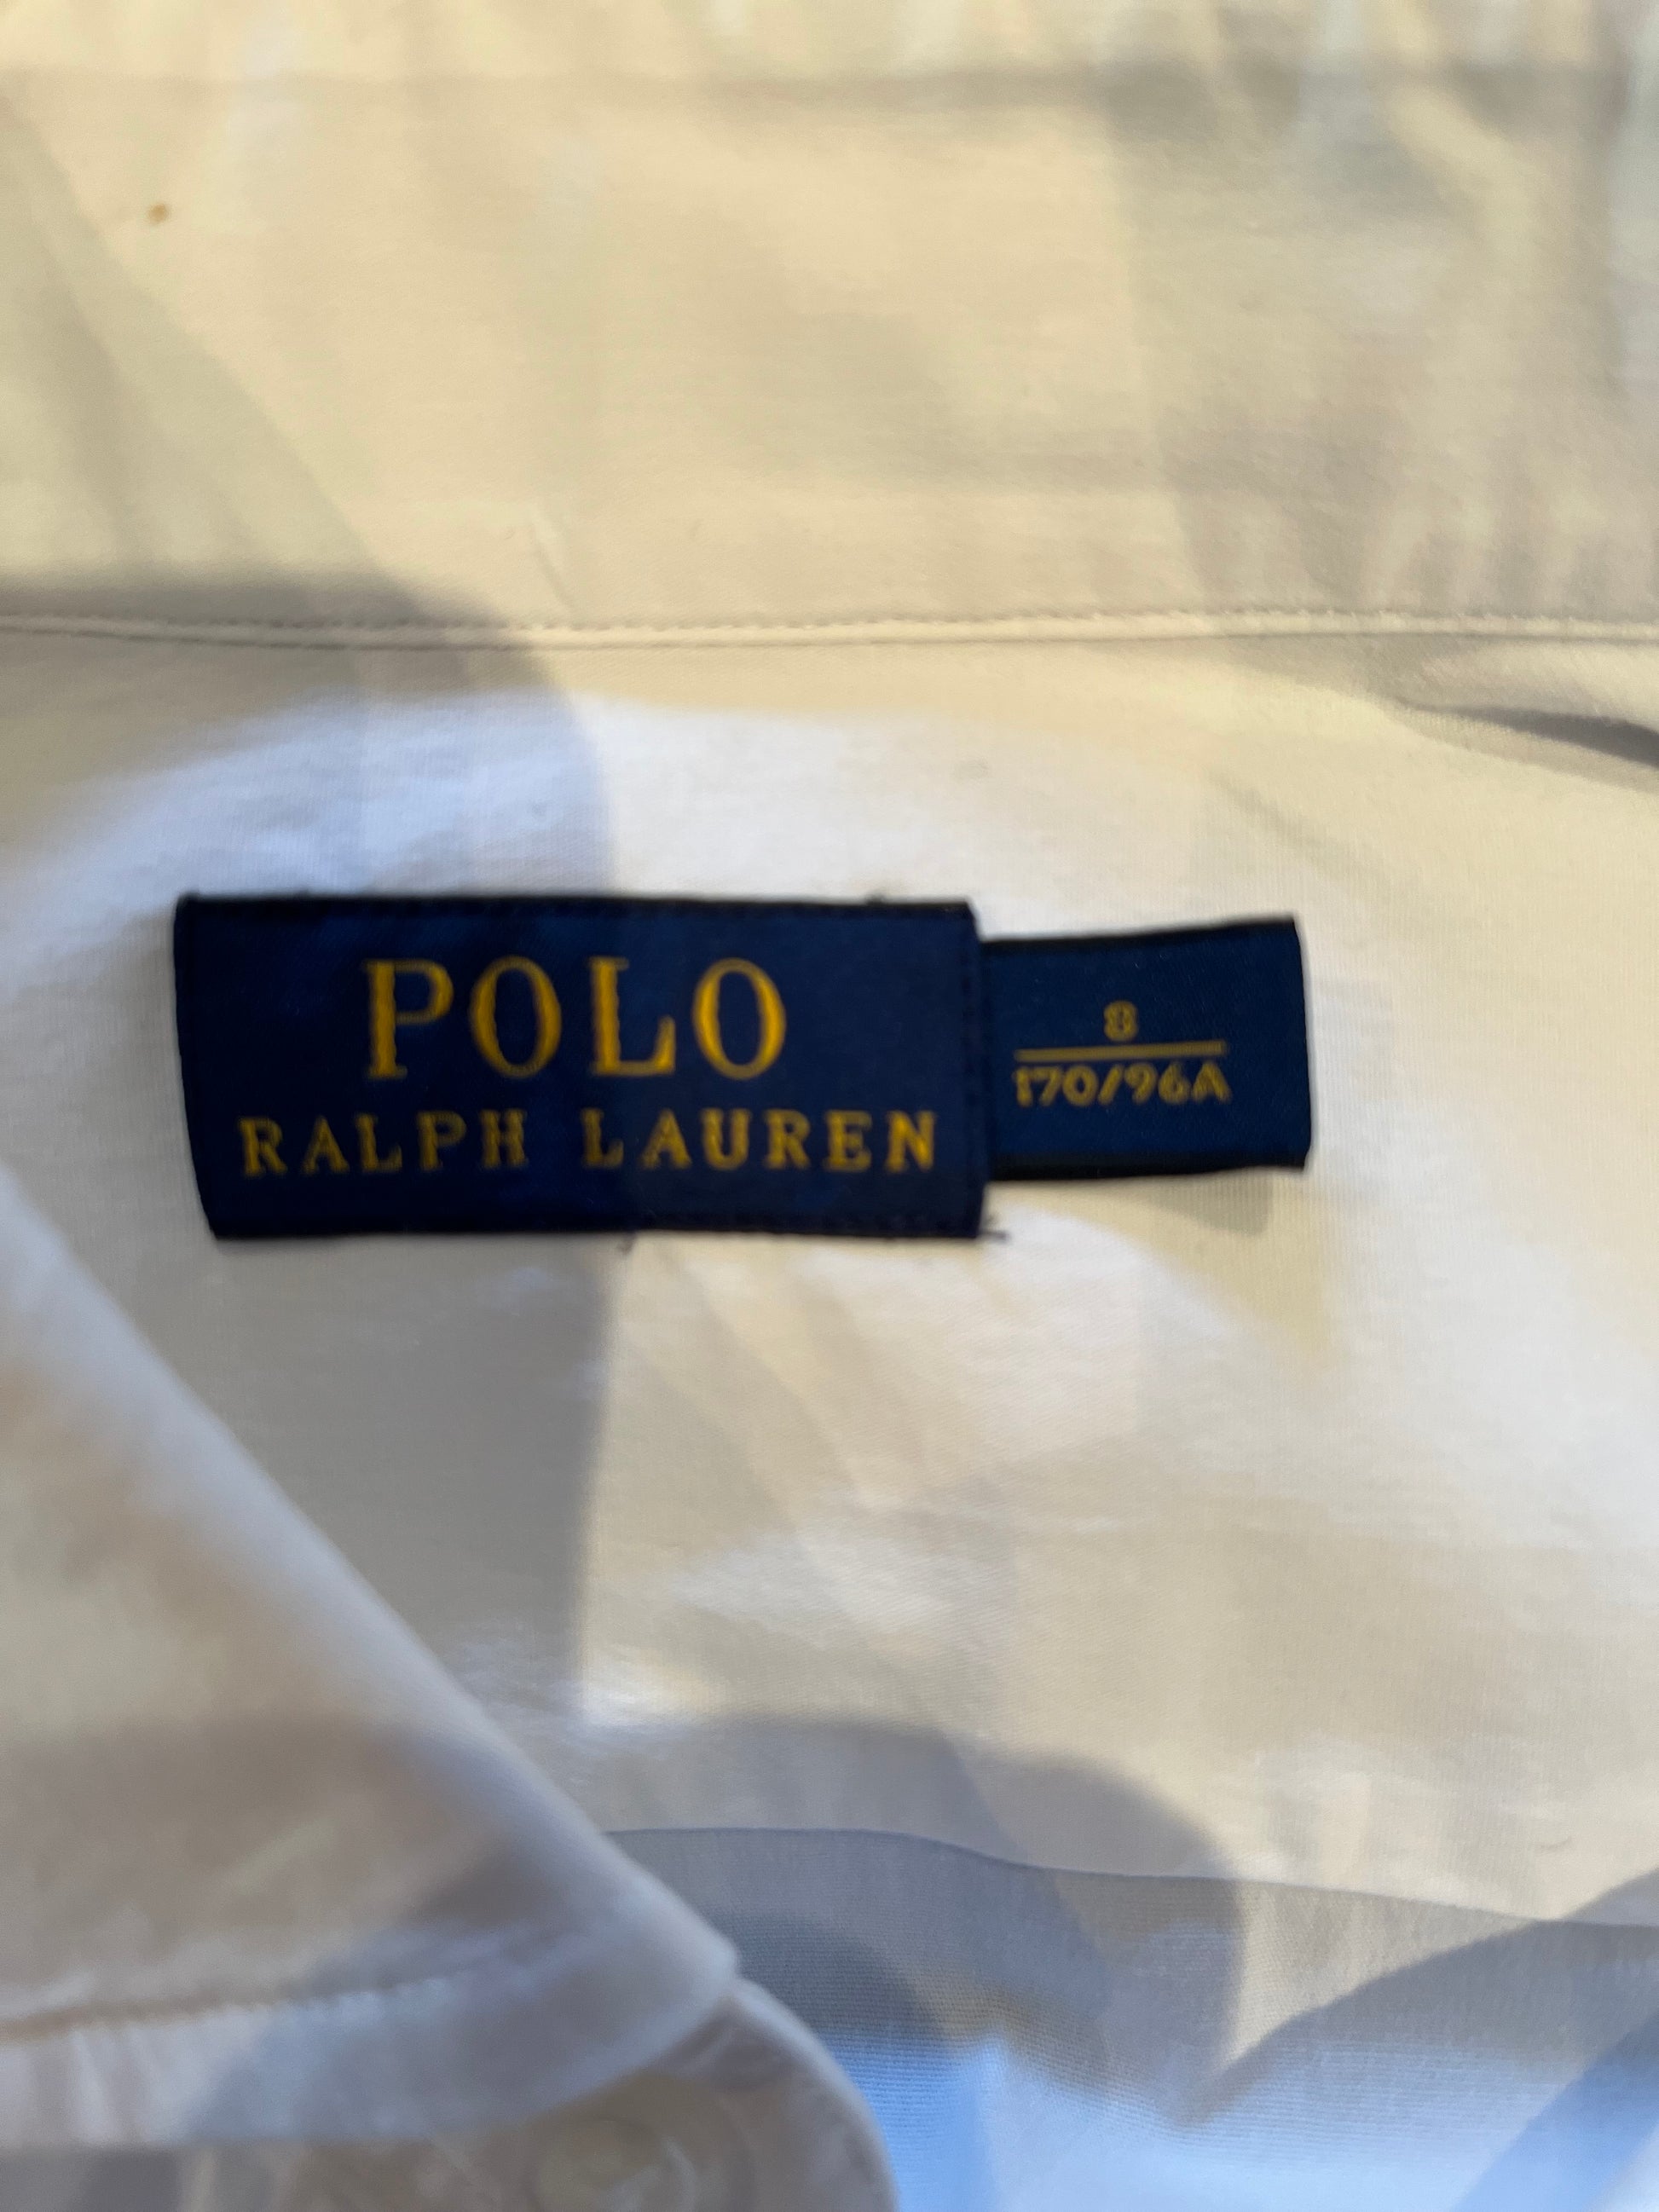 POLO
RALPH LAUREN
8
170/96A